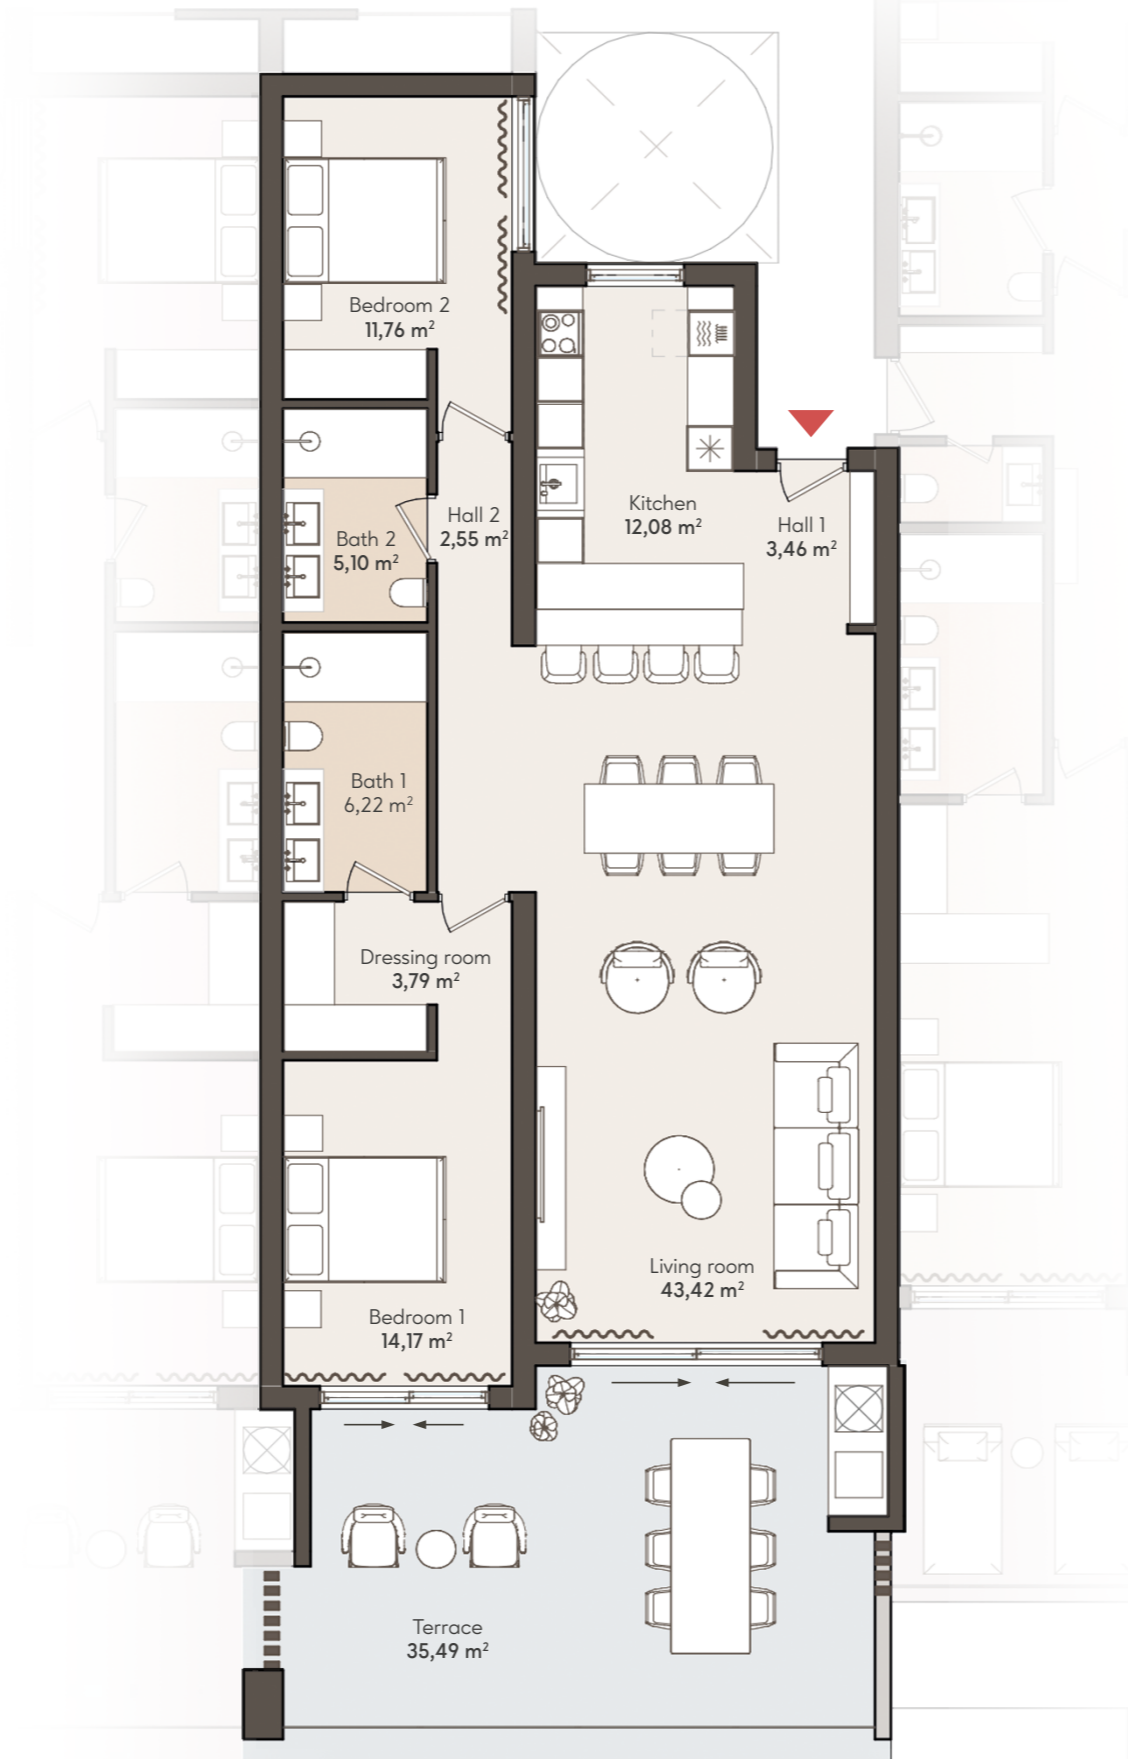 Bedroom 2
11,76 m²
Kitchen
12,08 m²
Hall 1
3,46 m²
Hall 2
2,55 m²
Bath 2
5,10 m²
Bath 1
6,22 m²
Dressing room
3,79 m²
Living room
43,42 m²
Bedroom 1
14,17 m²
Terrace
35,49 m²